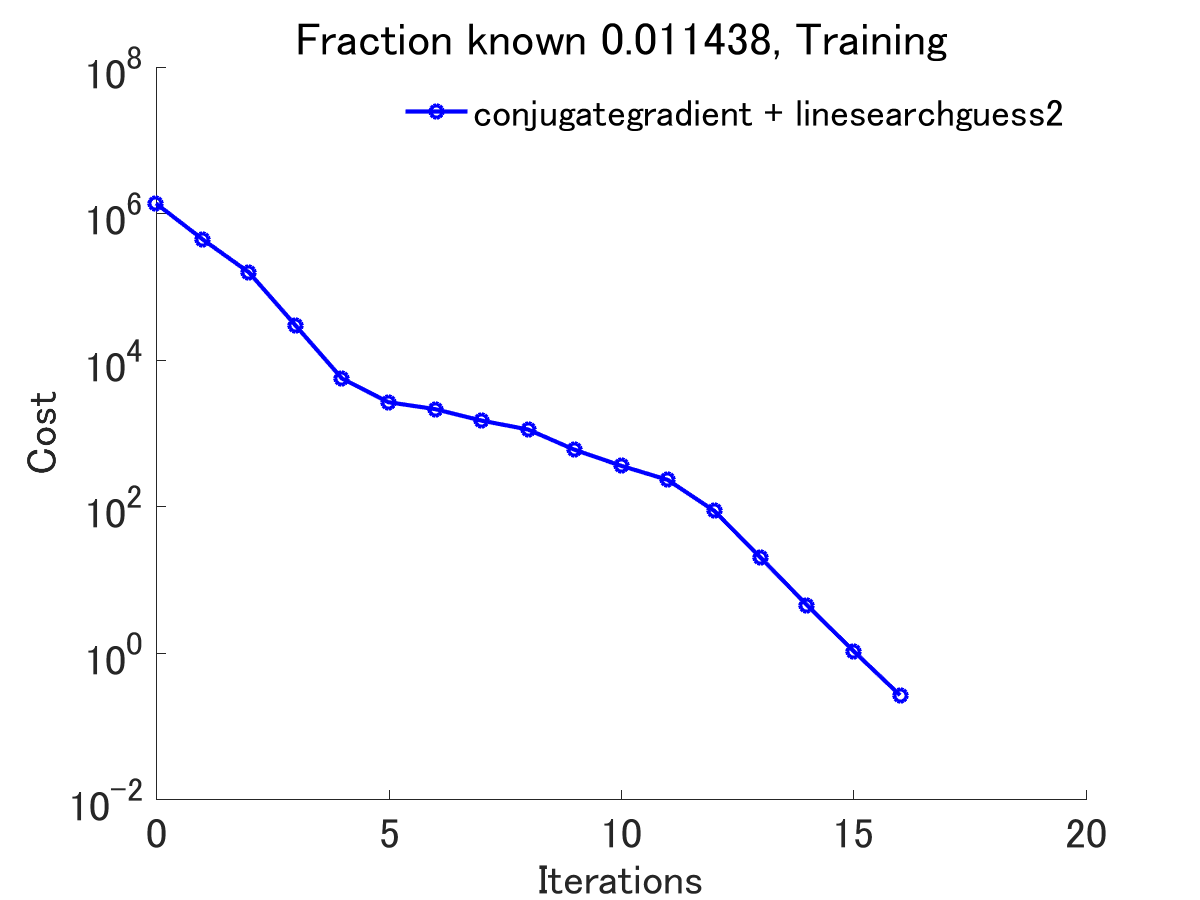 Fraction known 0.011438, Training
conjugategradient + linesearchguess2
10^8
10^6
10^4
10^2
10^0
10^-2
Cost
0 5 10 15 20
Iterations